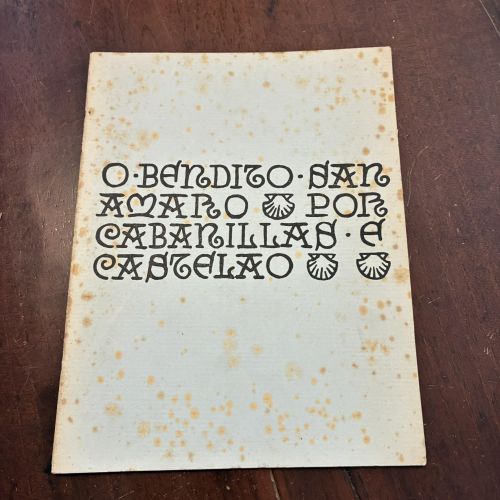 O·BENDITO·SAN
AMARO POR
CABANILLAS·E
CASTELAO